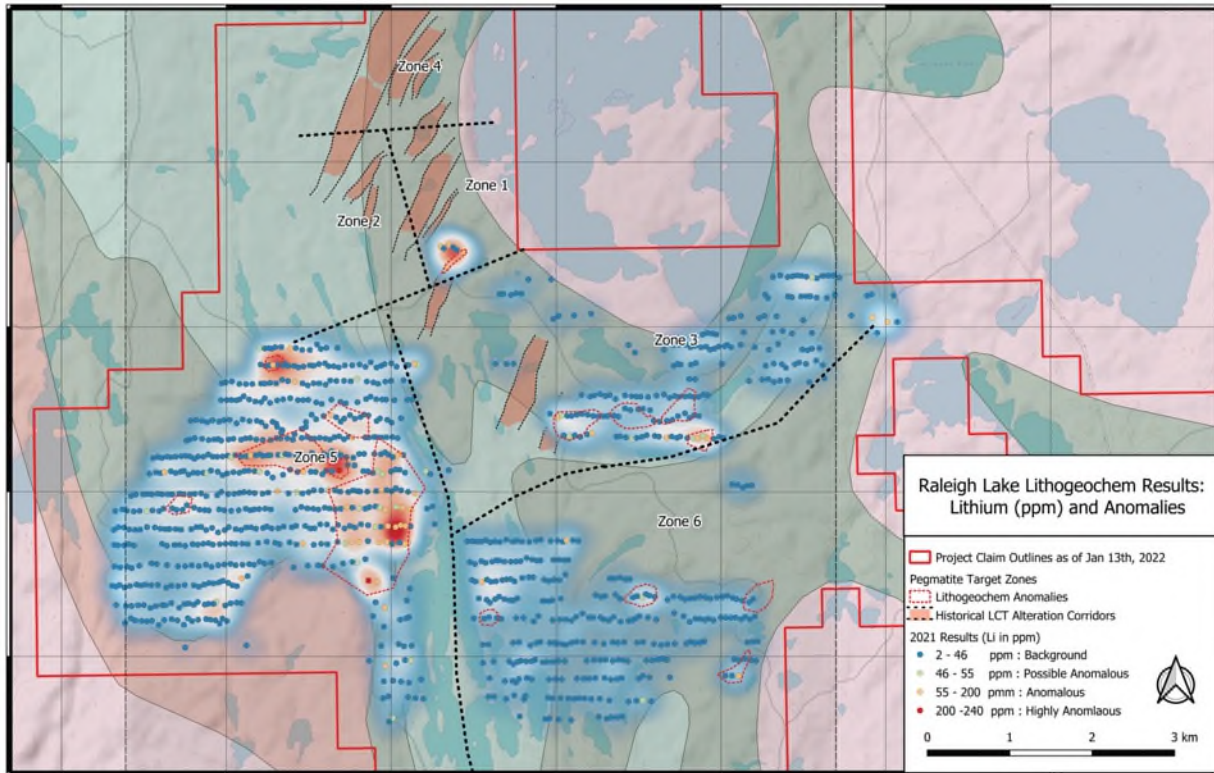 Zone 4
Zone 1
Zone 2
Zone 3
Zone 5
Zone 6
Raleigh Lake Lithogeochem Results:
Lithium (ppm) and Anomalies
Project Claim Outlines as of Jan 13th, 2022
Pegmatite Target Zones
Lithogeochem Anomalies
Historical LCT Alteration Corridors
2021 Results (Li in ppm)
2 - 46 ppm : Background
46 - 55 ppm : Possible Anomalous
55 - 200 pmm : Anomalous
200 -240 ppm : Highly Anomlaous
0 1 2 3 km